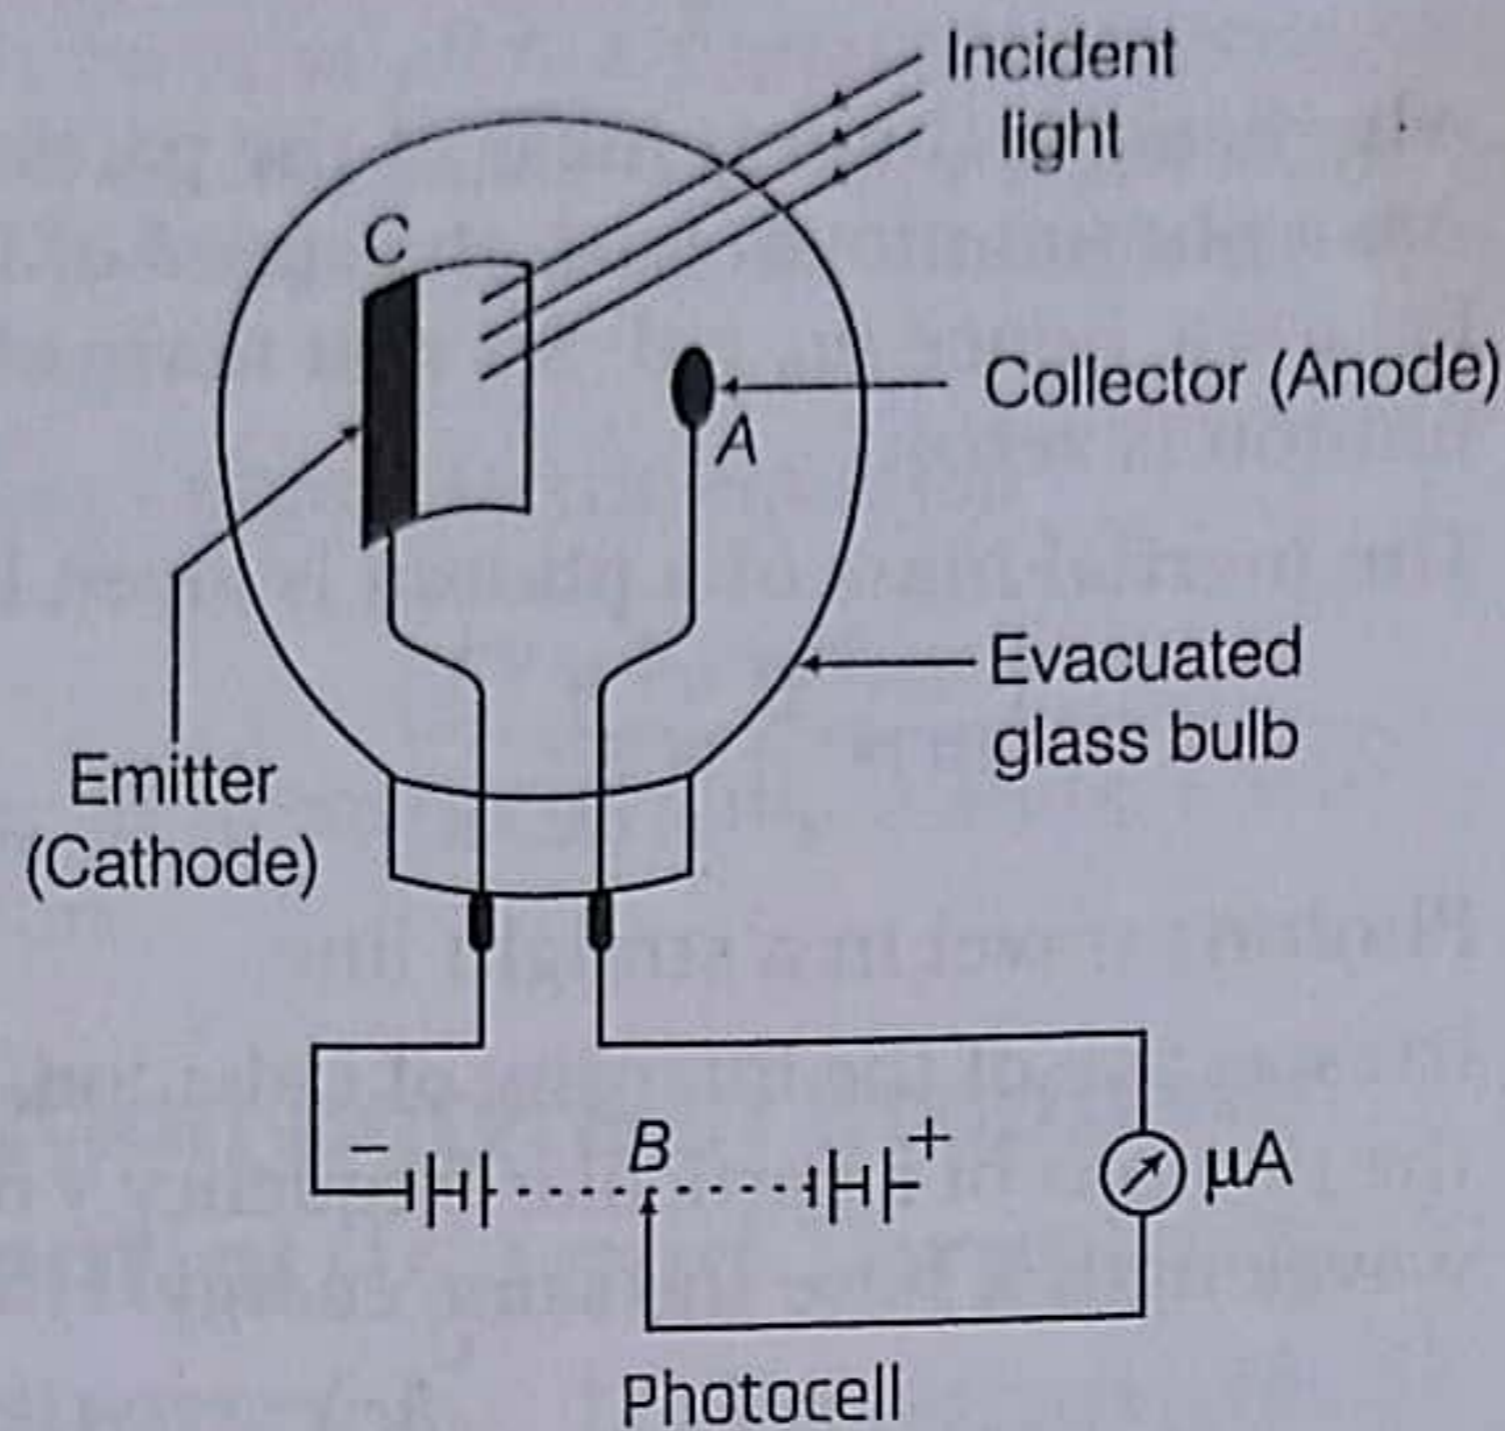 Incident
light
C
Collector (Anode)
A
Evacuated
glass bulb
Emitter
(Cathode)
−
B
+
μA
Photocell